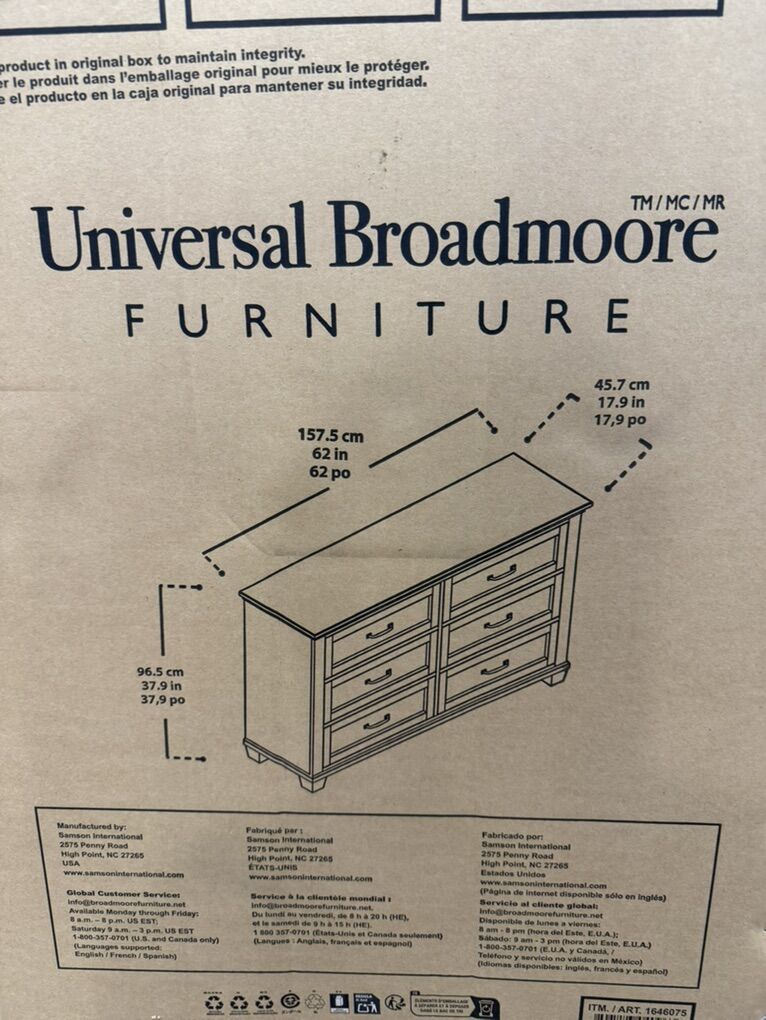 product in original box to maintain integrity.
er le produit dans l'emballage original pour mieux le protéger.
e el producto en la caja original para mantener su integridad.
Universal Broadmoore TM/MC/MR
FURNITURE
45.7 cm
17.9 in
17,9 po
157.5 cm
62 in
62 po
96.5 cm
37.9 in
37,9 po
Manufactured by:
Samson International
2575 Penny Road
High Point, NC 27265
USA
www.samsoninternational.com
Global Customer Service:
info@broadmoorefurniture.net
Available Monday through Friday:
8 a.m. – 8 p.m. US EST;
Saturday 9 a.m. – 3 p.m. US EST
1-800-357-0701 (U.S. and Canada only)
(Languages supported:
English / French / Spanish)
Fabriqué par :
Samson International
2575 Penny Road
High Point, NC 27265
ÉTATS-UNIS
www.samsoninternational.com
Service à la clientèle mondial :
info@broadmoorefurniture.net,
Du lundi au vendredi, de 8 h à 20 h (HE),
et le samedi de 9 h à 15 h (HE).
1 800 357-0701 (États-Unis et Canada seulement)
(Langues : Anglais, français et espagnol)
Fabricado por:
Samson International
2575 Penny Road
High Point, NC 27265
Estados Unidos
www.samsoninternational.com
(Página de internet disponible sólo en inglés)
Servicio al cliente global:
info@broadmoorefurniture.net
Disponible de lunes a viernes:
8 am - 8 pm (hora del Este, E.U.A.);
Sábado: 9 am - 3 pm (hora del Este, E.U.A.)
1-800-357-0701 (E.U.A. y Canadá, /
Teléfono y servicio no válidos en México)
(Idiomas disponibles: inglés, francés y español)
ÉLÉMENTS D'EMBALLAGE
À SÉPARER ET À DÉPOSER
DANS LE BAC DE TRI
ITM. / ART. 1646075